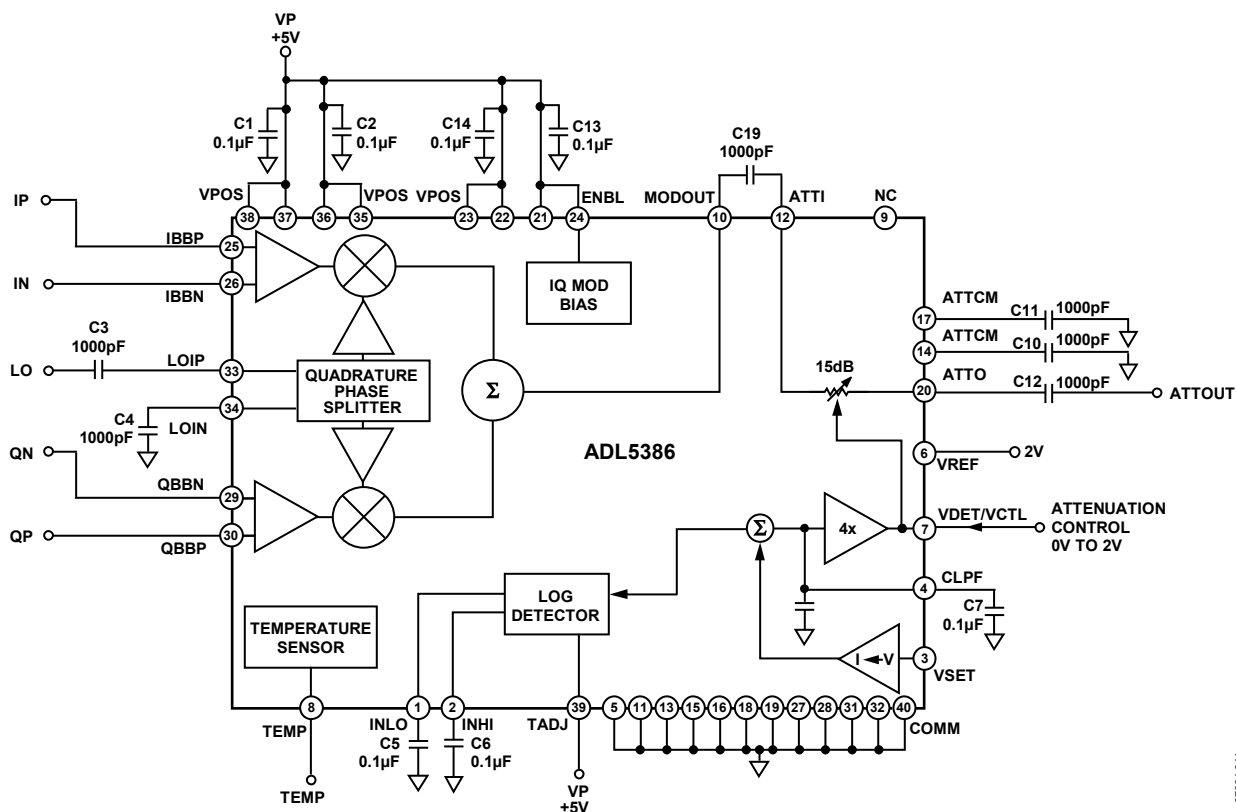 VP
+5V
C1
0.1µF
C2
0.1µF
C14
0.1µF
C13
0.1µF
C19
1000pF
VPOS
VPOS
VPOS
ENBL
MODOUT
ATTI
NC
38
37
36
35
23
22
21
24
10
12
9
IP
IBBP
25
IN
26
IBBN
IQ MOD
BIAS
C3
1000pF
LO
LOIP
33
QUADRATURE
PHASE
SPLITTER
34
LOIN
C4
1000pF
Σ
QN
QBBN
29
QP
30
QBBP
ADL5386
ATTCM
17
C11
1000pF
ATTCM
14
C10
1000pF
15dB
ATTO
20
C12
1000pF
ATTOUT
6
VREF
2V
Σ
4x
7
VDET/VCTL
ATTENUATION
CONTROL
0V TO 2V
CLPF
4
C7
0.1µF
LOG
DETECTOR
TEMPERATURE
SENSOR
I
V
3
VSET
8
TEMP
1
INLO
2
INHI
39
TADJ
5
11
13
15
16
18
19
27
28
31
32
40
COMM
C5
0.1µF
C6
0.1µF
TEMP
VP
+5V